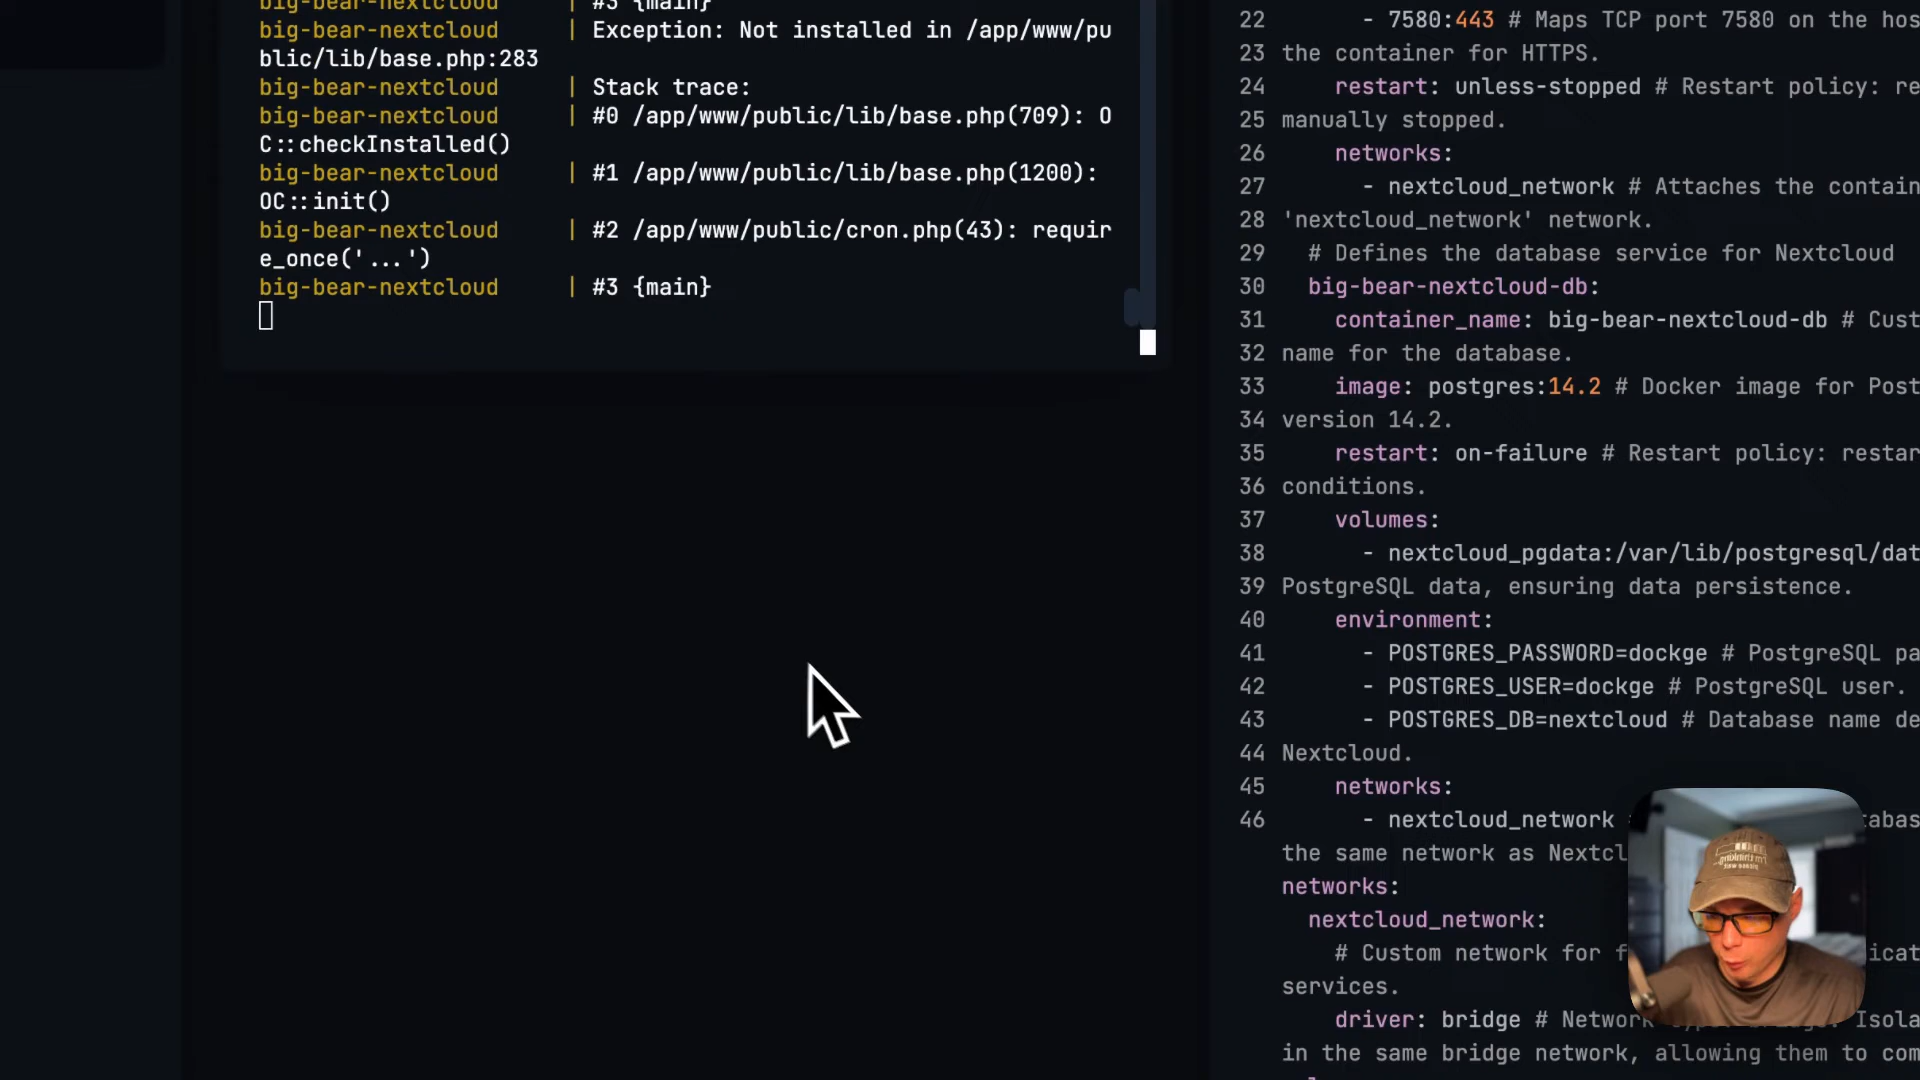 big-bear-nextcloud | #3 {main}
big-bear-nextcloud | Exception: Not installed in /app/www/pu
blic/lib/base.php:283
big-bear-nextcloud | Stack trace:
big-bear-nextcloud | #0 /app/www/public/lib/base.php(709): O
C::checkInstalled()
big-bear-nextcloud | #1 /app/www/public/lib/base.php(1200):
OC::init()
big-bear-nextcloud | #2 /app/www/public/cron.php(43): requir
e_once('...')
big-bear-nextcloud | #3 {main}
22 - 7580:443 # Maps TCP port 7580 on the hos
23 the container for HTTPS.
24 restart: unless-stopped # Restart policy: re
25 manually stopped.
26 networks:
27 - nextcloud_network # Attaches the contain
28 'nextcloud_network' network.
29 # Defines the database service for Nextcloud
30 big-bear-nextcloud-db:
31 container_name: big-bear-nextcloud-db # Cust
32 name for the database.
33 image: postgres:14.2 # Docker image for Post
34 version 14.2.
35 restart: on-failure # Restart policy: restar
36 conditions.
37 volumes:
38 - nextcloud_pgdata:/var/lib/postgresql/dat
39 PostgreSQL data, ensuring data persistence.
40 environment:
41 - POSTGRES_PASSWORD=dockge # PostgreSQL pa
42 - POSTGRES_USER=dockge # PostgreSQL user.
43 - POSTGRES_DB=nextcloud # Database name de
44 Nextcloud.
45 networks:
46 - nextcloud_network
the same network as Nextcl
networks:
nextcloud_network:
# Custom network for f
services.
driver: bridge # Network
in the same bridge network, allowing them to com